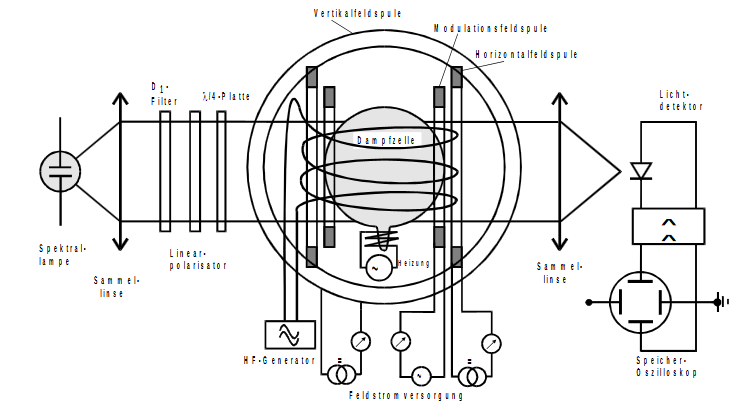 Vertikalfeldspule
Modulationsfeldspule
Horizontalfeldspule
D1-
Filter
λ/4-Platte
Licht-
detektor
Dampfzelle
Spektral-
lampe
Linear-
polarisator
Sammel-
linse
Heizung
~
Sammel-
linse
HF-Generator
=
~
=
Feldstromversorgung
Speicher-
Oszilloskop